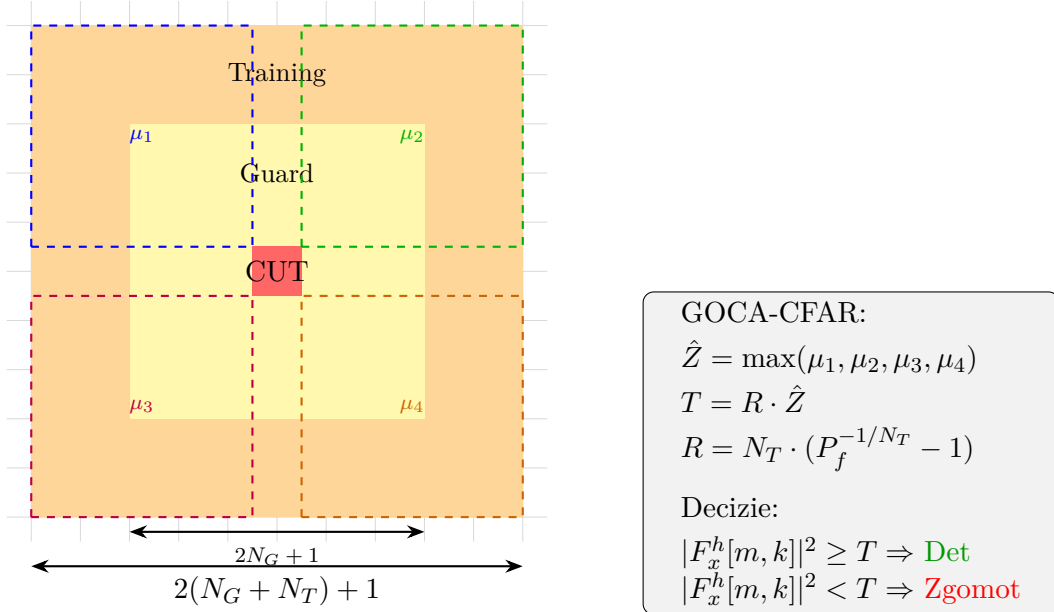 Training
μ₁
μ₂
Guard
CUT
μ₃
μ₄
2N_G + 1
2(N_G + N_T) + 1
GOCA-CFAR:
Ẑ = max(μ₁, μ₂, μ₃, μ₄)
T = R · Ẑ
R = N_T · (P_f^{-1/N_T} − 1)
Decizie:
|F_x^h[m, k]|² ≥ T ⇒ Det
|F_x^h[m, k]|² < T ⇒ Zgomot